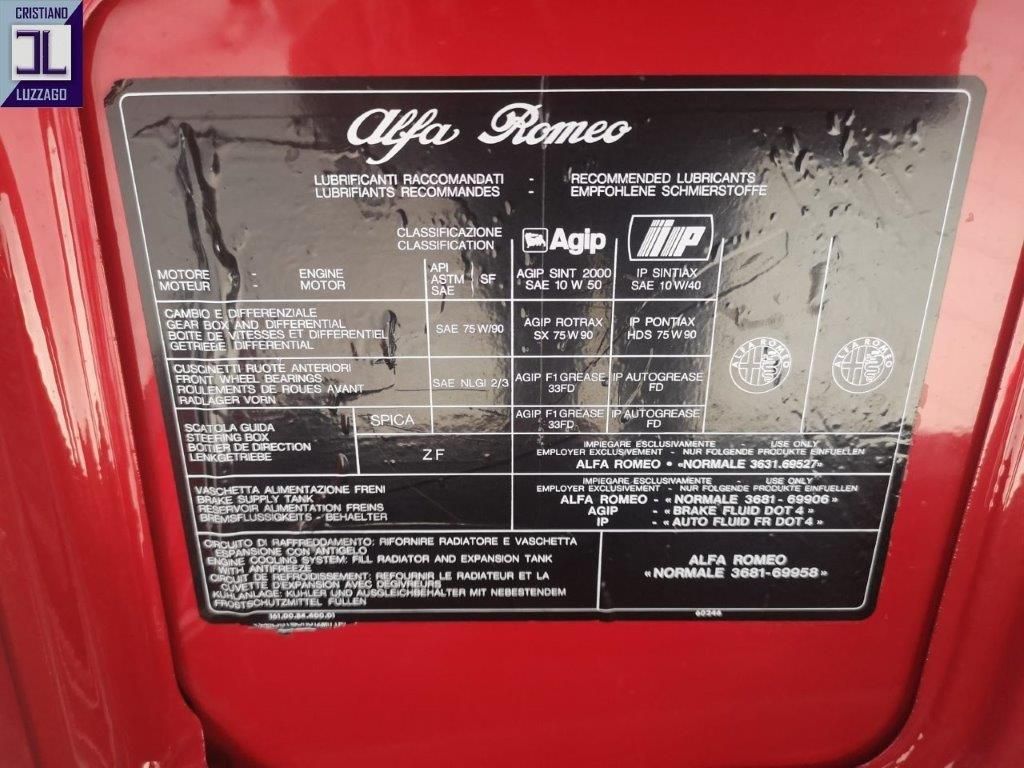 CRISTIANO
LUZZAGO
Alfa Romeo
LUBRIFICANTI RACCOMANDATI - RECOMMENDED LUBRICANTS
LUBRIFIANTS RECOMMANDES - EMPFOHLENE SCHMIERSTOFFE
CLASSIFICAZIONE
CLASSIFICATION
Agip
IP
MOTORE - ENGINE
MOTEUR - MOTOR
API
ASTM SF
SAE
AGIP SINT 2000
SAE 10 W 50
IP SINTIAX
SAE 10 W/40
CAMBIO E DIFFERENZIALE
GEAR BOX AND DIFFERENTIAL
BOITE DE VITESSES ET DIFFERENTIEL
GETRIEBE DIFFERENTIAL
SAE 75 W/90
AGIP ROTRAX
SX 75 W 90
IP PONTIAX
HDS 75 W 90
ALFA ROMEO
ALFA ROMEO
CUSCINETTI RUOTE ANTERIORI
FRONT WHEEL BEARINGS
ROULEMENTS DE ROUES AVANT
RADLAGER VORN
SAE NLGI 2/3
AGIP F1 GREASE
33FD
IP AUTOGREASE
FD
SCATOLA GUIDA
STEERING BOX
BOITIER DE DIRECTION
LENKGETRIEBE
SPICA
AGIP F1 GREASE
33FD
IP AUTOGREASE
FD
ZF
IMPIEGARE ESCLUSIVAMENTE - USE ONLY
EMPLOYER EXCLUSIVEMENT - NUR FOLGENDE PRODUKTE EINFUELLEN
ALFA ROMEO • «NORMALE 3631.69527»
VASCHETTA ALIMENTAZIONE FRENI
BRAKE SUPPLY TANK
RESERVOIR ALIMENTATION FREINS
BREMSFLUSSIGKEITS - BEHAELTER
IMPIEGARE ESCLUSIVAMENTE - USE ONLY
EMPLOYER EXCLUSIVEMENT - NUR FOLGENDE PRODUKTE EINFUELLEN
ALFA ROMEO - «NORMALE 3681-69906»
AGIP - «BRAKE FLUID DOT 4»
IP - «AUTO FLUID FR DOT 4»
CIRCUITO DI RAFFREDDAMENTO: RIFORNIRE RADIATORE E VASCHETTA
ESPANSIONE CON ANTIGELO
ENGINE COOLING SYSTEM: FILL RADIATOR AND EXPANSION TANK
WITH ANTIFREEZE
CIRCUIT DE REFROIDISSEMENT: REFOURNIR LE RADIATEUR ET LA
CUVETTE D'EXPANSION AVEC DEGIVREURS
KUHLANLAGE: KUHLER UND AUSGLEICHBEHALTER MIT NEBESTENDEM
FROSTSCHUTZMITTEL FÜLLEN
ALFA ROMEO
«NORMALE 3681-69958»
161.00.84.400.01
60246